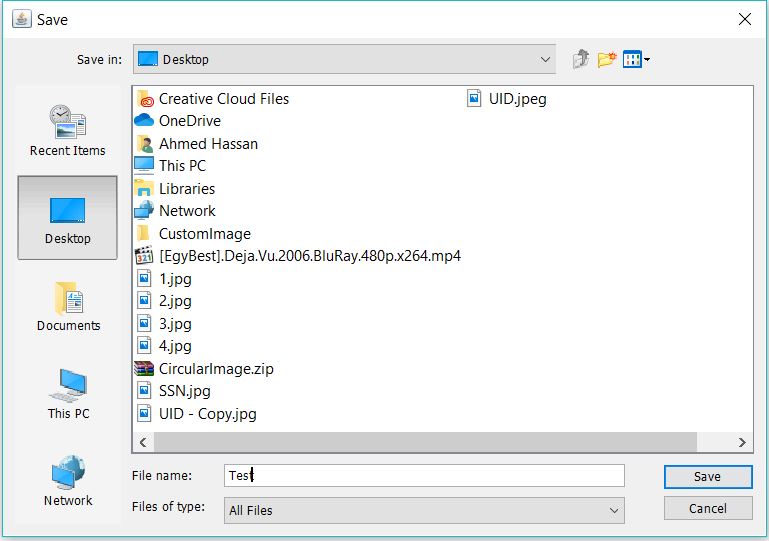 Save
Save in:
Desktop
Recent Items
Desktop
Documents
This PC
Network
Creative Cloud Files
OneDrive
Ahmed Hassan
This PC
Libraries
Network
CustomImage
[EgyBest].Deja.Vu.2006.BluRay.480p.x264.mp4
1.jpg
2.jpg
3.jpg
4.jpg
CircularImage.zip
SSN.jpg
UID - Copy.jpg
UID.jpeg
File name:
Test
Save
Files of type:
All Files
Cancel